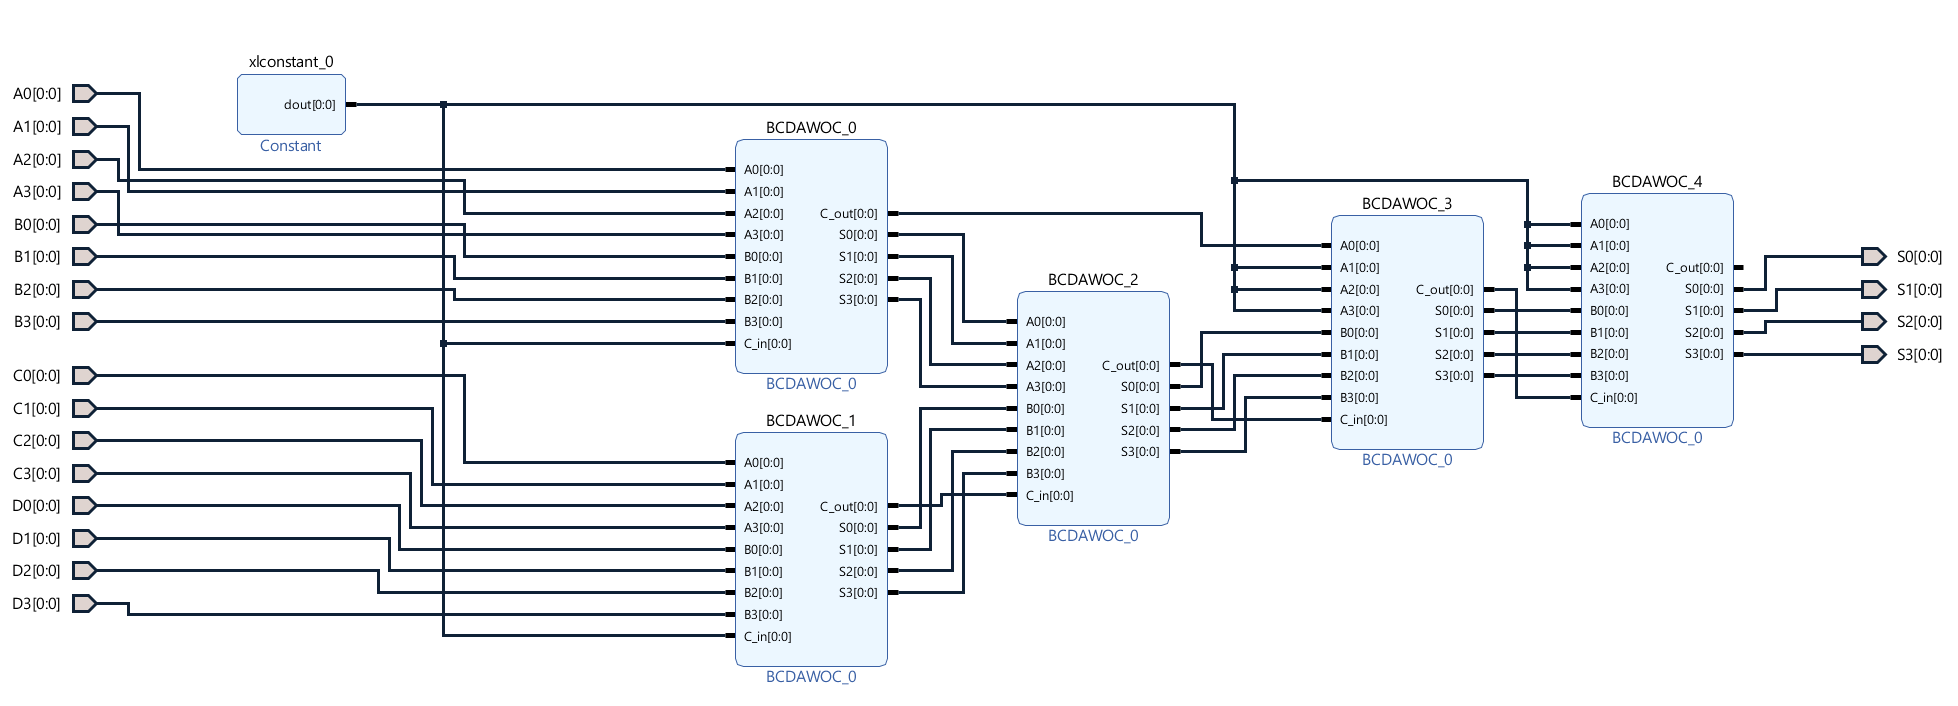 xlconstant_0
dout[0:0]
Constant
A0[0:0]
A1[0:0]
A2[0:0]
A3[0:0]
B0[0:0]
B1[0:0]
B2[0:0]
B3[0:0]
C0[0:0]
C1[0:0]
C2[0:0]
C3[0:0]
D0[0:0]
D1[0:0]
D2[0:0]
D3[0:0]
BCDAWOC_0
A0[0:0]
A1[0:0]
A2[0:0]
A3[0:0]
B0[0:0]
B1[0:0]
B2[0:0]
B3[0:0]
C_in[0:0]
C_out[0:0]
S0[0:0]
S1[0:0]
S2[0:0]
S3[0:0]
BCDAWOC_0
BCDAWOC_1
A0[0:0]
A1[0:0]
A2[0:0]
A3[0:0]
B0[0:0]
B1[0:0]
B2[0:0]
B3[0:0]
C_in[0:0]
C_out[0:0]
S0[0:0]
S1[0:0]
S2[0:0]
S3[0:0]
BCDAWOC_0
BCDAWOC_2
A0[0:0]
A1[0:0]
A2[0:0]
A3[0:0]
B0[0:0]
B1[0:0]
B2[0:0]
B3[0:0]
C_in[0:0]
C_out[0:0]
S0[0:0]
S1[0:0]
S2[0:0]
S3[0:0]
BCDAWOC_0
BCDAWOC_3
A0[0:0]
A1[0:0]
A2[0:0]
A3[0:0]
B0[0:0]
B1[0:0]
B2[0:0]
B3[0:0]
C_in[0:0]
C_out[0:0]
S0[0:0]
S1[0:0]
S2[0:0]
S3[0:0]
BCDAWOC_0
BCDAWOC_4
A0[0:0]
A1[0:0]
A2[0:0]
A3[0:0]
B0[0:0]
B1[0:0]
B2[0:0]
B3[0:0]
C_in[0:0]
C_out[0:0]
S0[0:0]
S1[0:0]
S2[0:0]
S3[0:0]
BCDAWOC_0
S0[0:0]
S1[0:0]
S2[0:0]
S3[0:0]